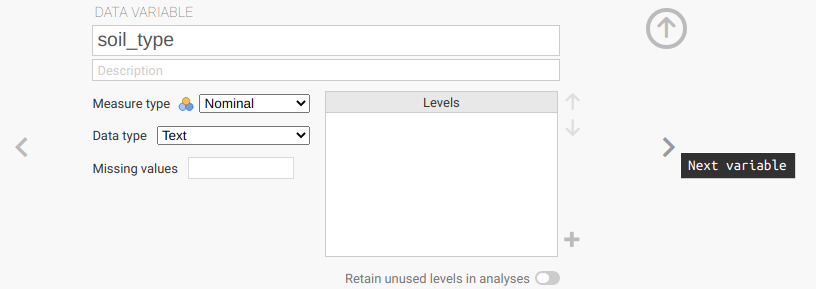 DATA VARIABLE
soil_type
Description
Measure type Nominal
Levels
Data type Text
Missing values
Next variable
Retain unused levels in analyses